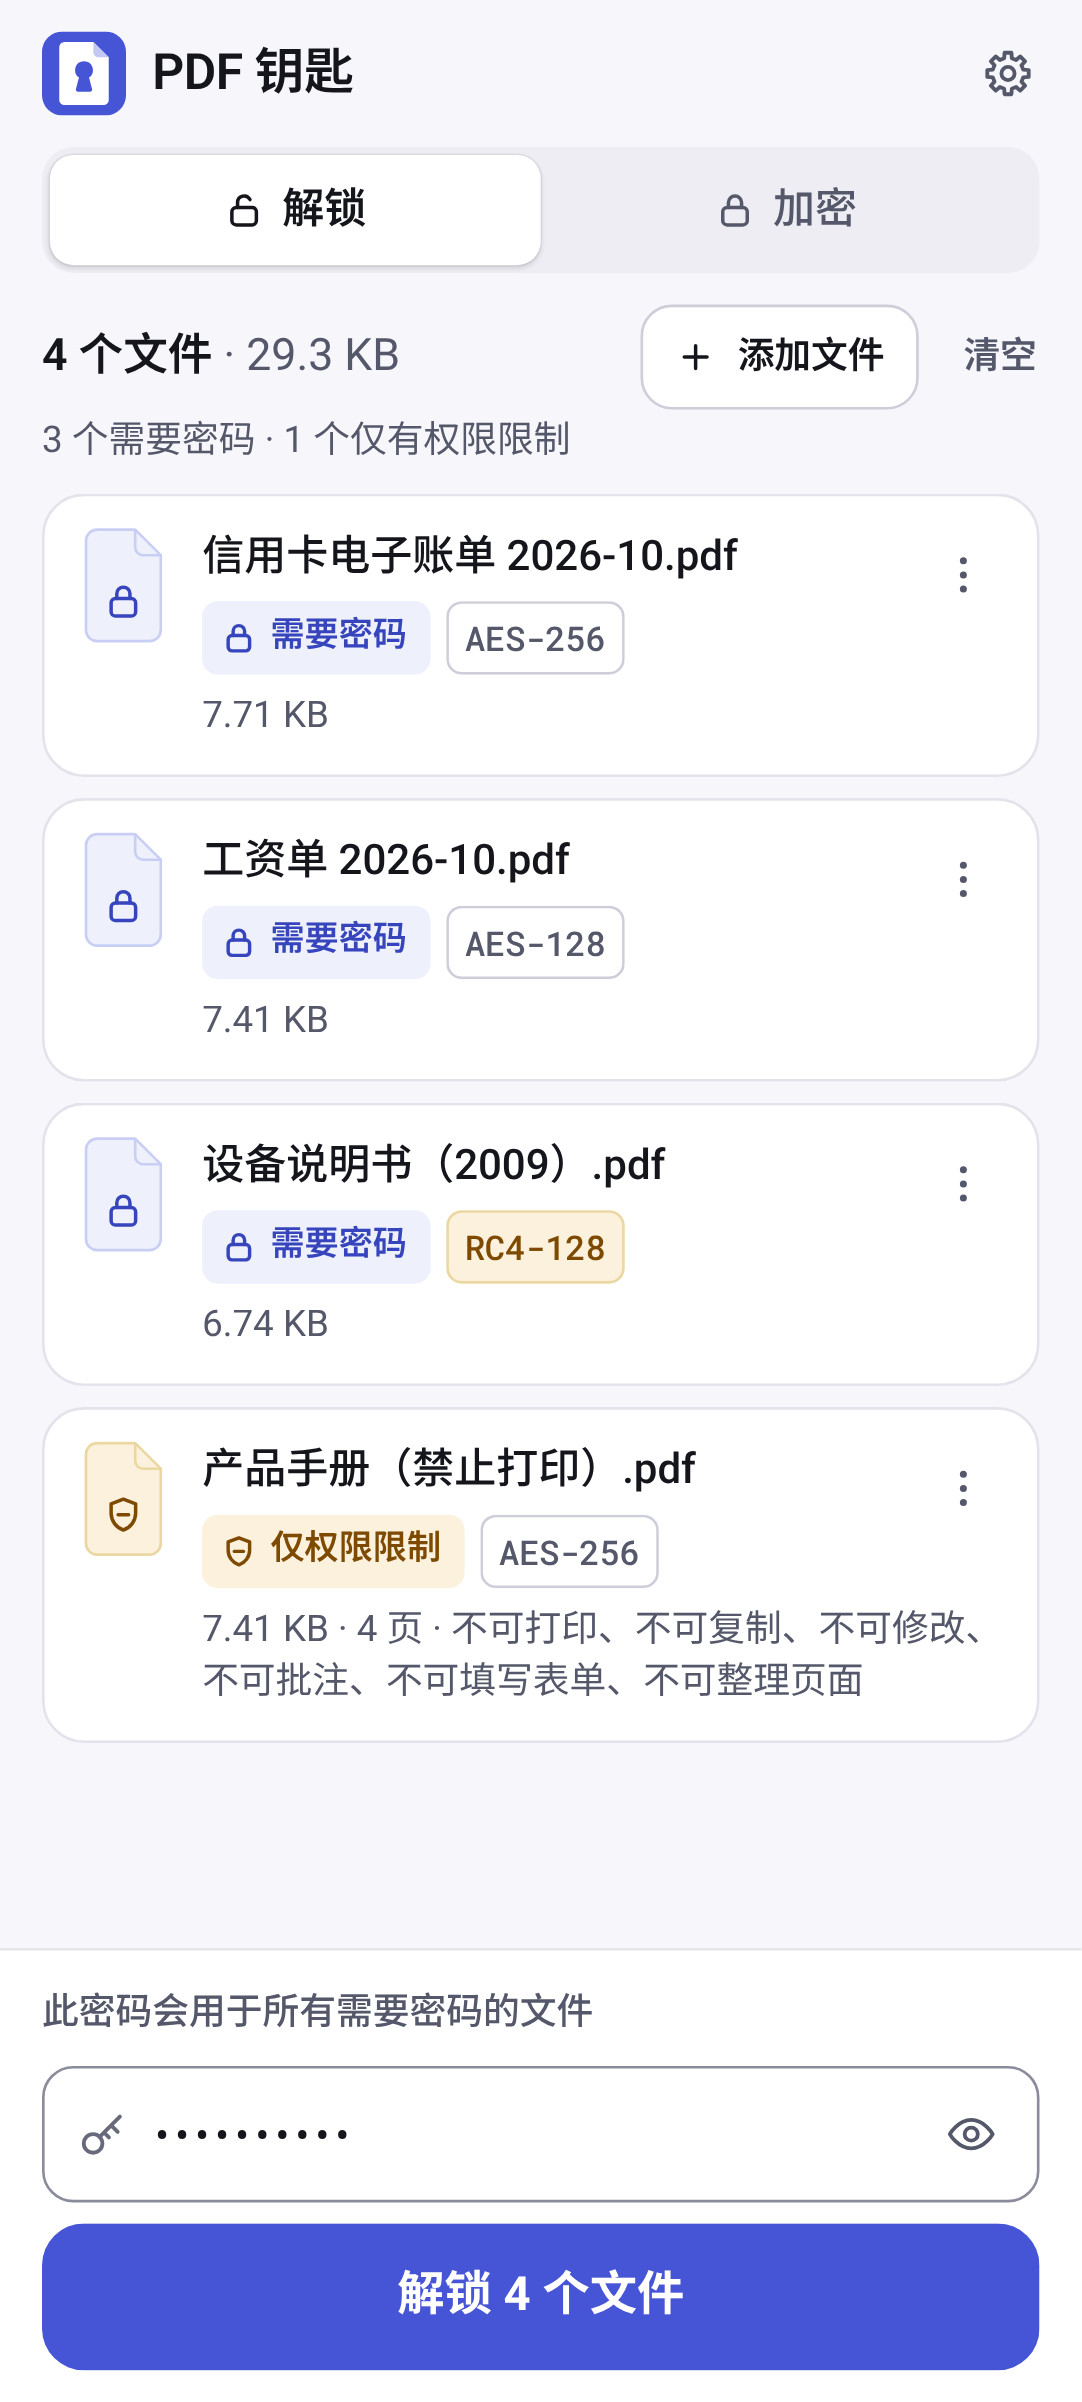 PDF 钥匙
解锁
加密
4 个文件 · 29.3 KB
添加文件
清空
3 个需要密码 · 1 个仅有权限限制
信用卡电子账单 2026-10.pdf
需要密码
AES-256
7.71 KB
工资单 2026-10.pdf
需要密码
AES-128
7.41 KB
设备说明书（2009）.pdf
需要密码
RC4-128
6.74 KB
产品手册（禁止打印）.pdf
仅权限限制
AES-256
7.41 KB · 4 页 · 不可打印、不可复制、不可修改、
不可批注、不可填写表单、不可整理页面
此密码会用于所有需要密码的文件
••••••••••
解锁 4 个文件